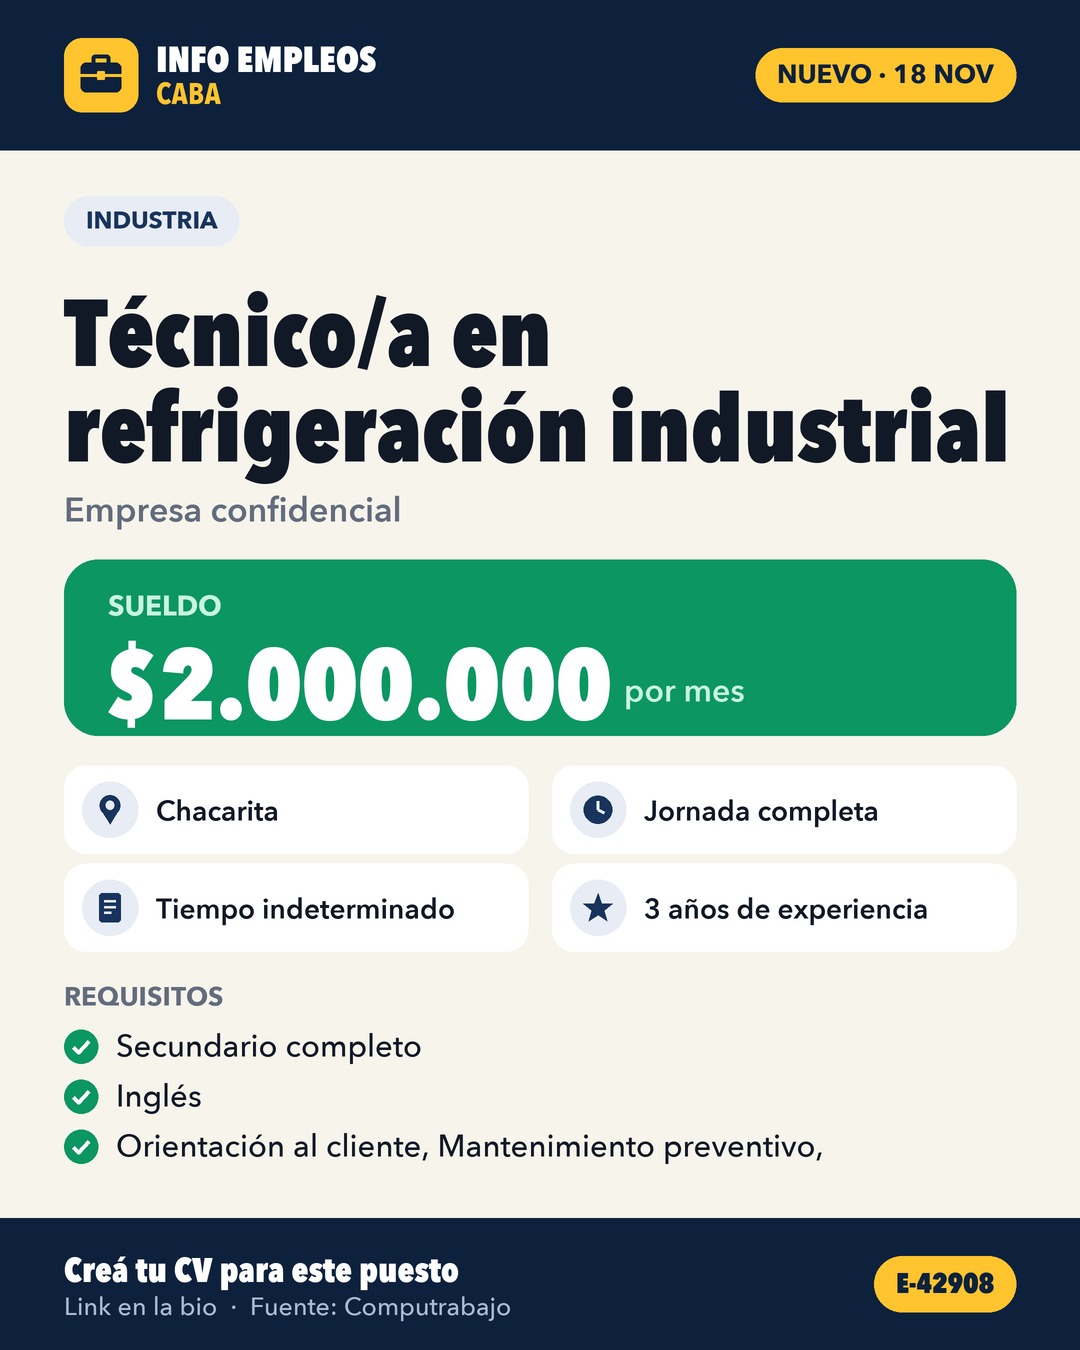 INFO EMPLEOS
CABA
NUEVO · 18 NOV
INDUSTRIA
Técnico/a en
refrigeración industrial
Empresa confidencial
SUELDO
$2.000.000 por mes
Chacarita
Jornada completa
Tiempo indeterminado
3 años de experiencia
REQUISITOS
Secundario completo
Inglés
Orientación al cliente, Mantenimiento preventivo,
Creá tu CV para este puesto
Link en la bio · Fuente: Computrabajo
E-42908